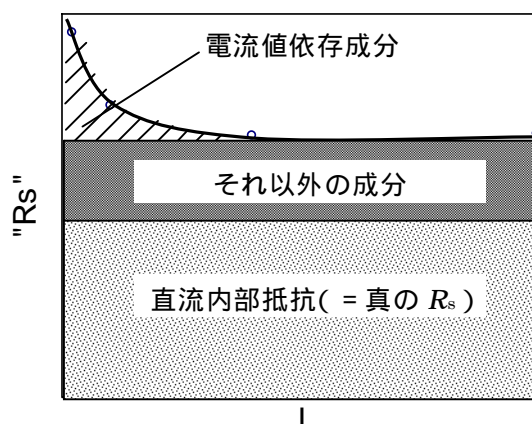 電流値依存成分
それ以外の成分
直流内部抵抗( = 真の Rs )
"Rs"
I